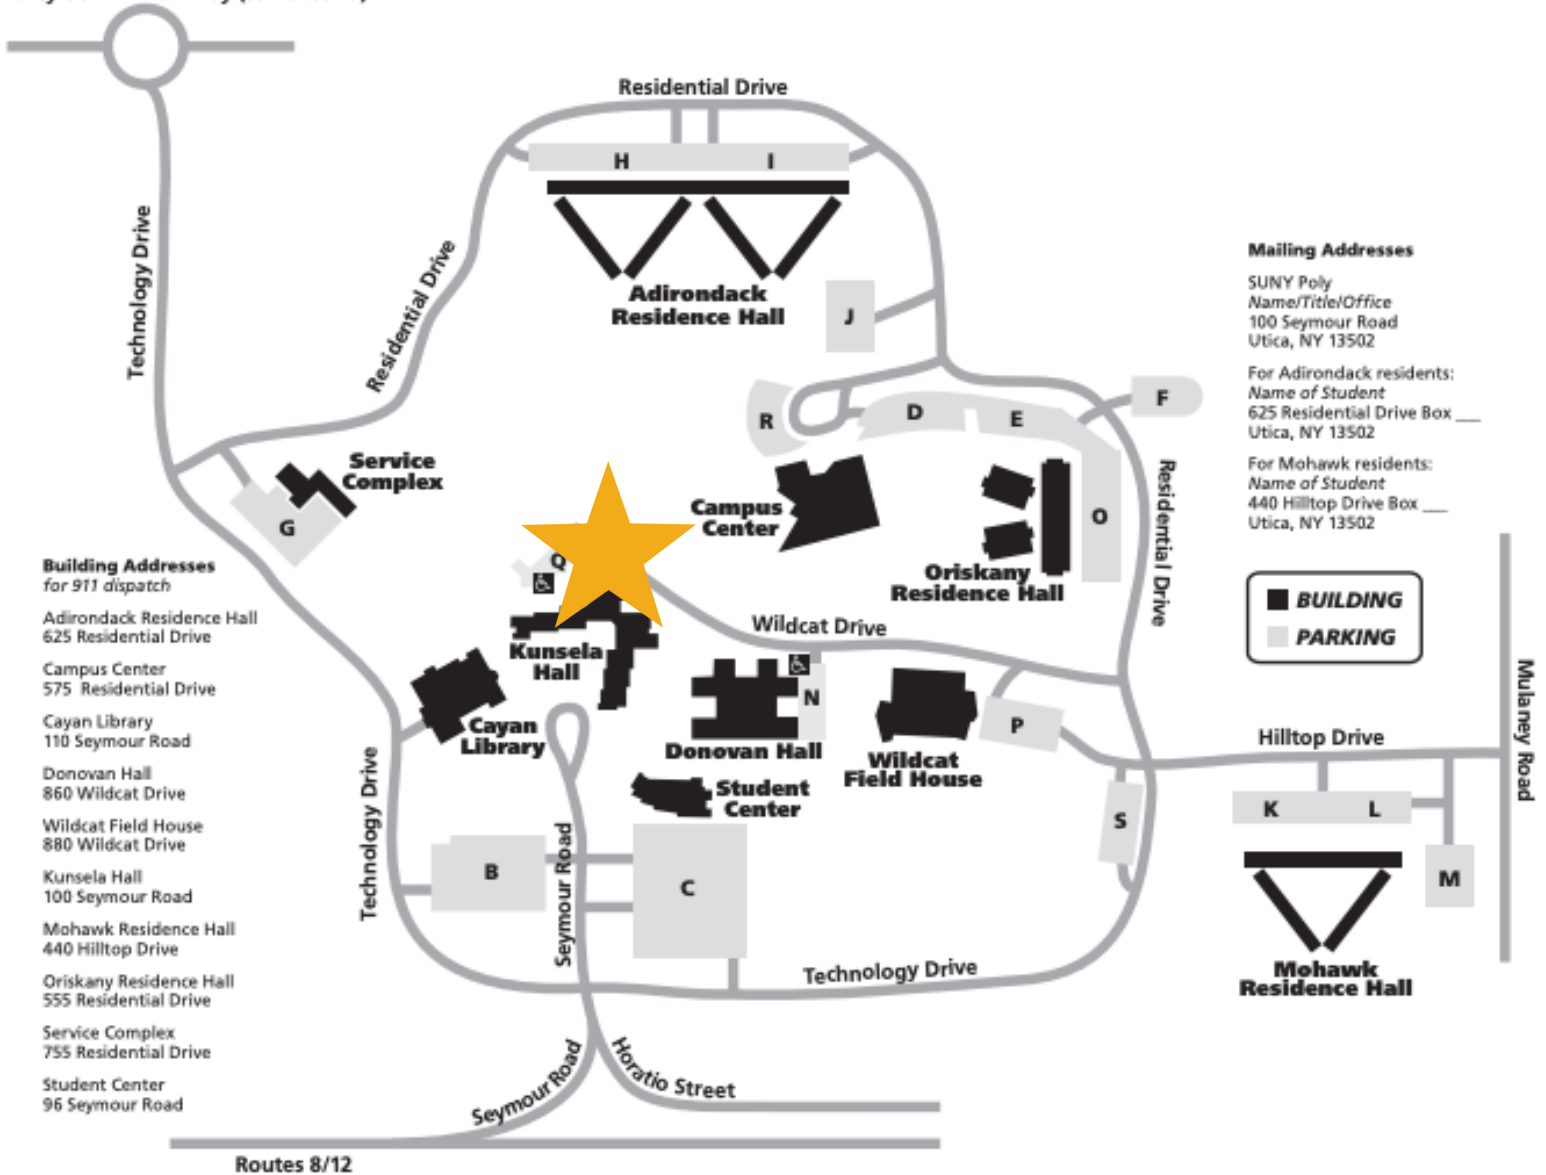 Residential Drive
H
I
Adirondack
Residence Hall
Technology Drive
Residential Drive
J
R
D
E
F
Service
Complex
G
Campus
Center
O
Oriskany
Residence Hall
Residential Drive
Q
Wildcat Drive
Kunsela
Hall
Cayan
Library
N
Donovan Hall
Wildcat
Field House
P
Student
Center
Hilltop Drive
Mulaney Road
K
L
M
S
Mohawk
Residence Hall
Technology Drive
B
Seymour Road
C
Technology Drive
Seymour Road
Horatio Street
Routes 8/12
Mailing Addresses
SUNY Poly
Name/Title/Office
100 Seymour Road
Utica, NY 13502
For Adirondack residents:
Name of Student
625 Residential Drive Box ___
Utica, NY 13502
For Mohawk residents:
Name of Student
440 Hilltop Drive Box ___
Utica, NY 13502
BUILDING
PARKING
Building Addresses
for 911 dispatch
Adirondack Residence Hall
625 Residential Drive
Campus Center
575 Residential Drive
Cayan Library
110 Seymour Road
Donovan Hall
860 Wildcat Drive
Wildcat Field House
880 Wildcat Drive
Kunsela Hall
100 Seymour Road
Mohawk Residence Hall
440 Hilltop Drive
Oriskany Residence Hall
555 Residential Drive
Service Complex
755 Residential Drive
Student Center
96 Seymour Road